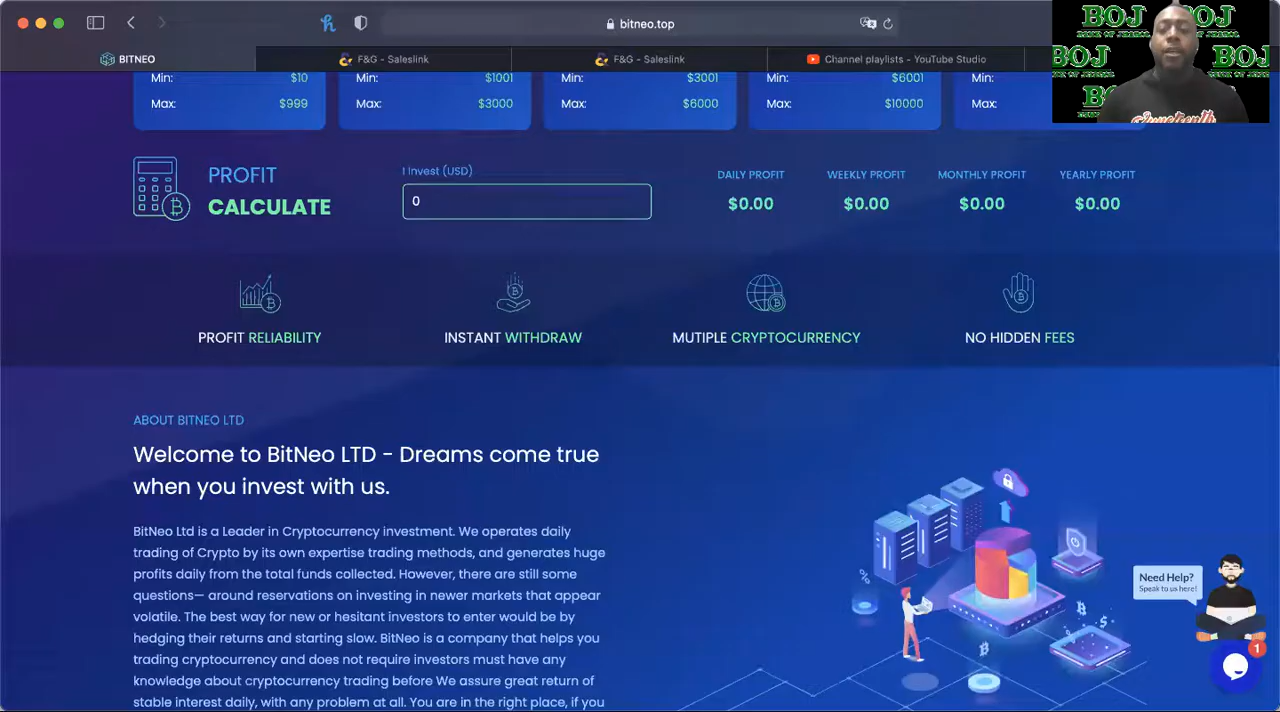 bitneo.top
BITNEO
F&G - Saleslink
F&G - Saleslink
Channel playlists - YouTube Studio
BOJ BOJ
BOJ BOJ
BANK OF
Juneteenth
Min: $10
Max: $999
Min: $1001
Max: $3000
Min: $3001
Max: $6000
Min: $6001
Max: $10000
Min:
Max:
PROFIT
CALCULATE
I Invest (USD)
0
DAILY PROFIT
$0.00
WEEKLY PROFIT
$0.00
MONTHLY PROFIT
$0.00
YEARLY PROFIT
$0.00
PROFIT RELIABILITY
INSTANT WITHDRAW
MUTIPLE CRYPTOCURRENCY
NO HIDDEN FEES
ABOUT BITNEO LTD
Welcome to BitNeo LTD - Dreams come true
when you invest with us.
BitNeo Ltd is a Leader in Cryptocurrency investment. We operates daily
trading of Crypto by its own expertise trading methods, and generates huge
profits daily from the total funds collected. However, there are still some
questions— around reservations on investing in newer markets that appear
volatile. The best way for new or hesitant investors to enter would be by
hedging their returns and starting slow. BitNeo is a company that helps you
trading cryptocurrency and does not require investors must have any
knowledge about cryptocurrency trading before We assure great return of
stable interest daily, with any problem at all. You are in the right place, if you
Need Help?
Speak to us here!
1